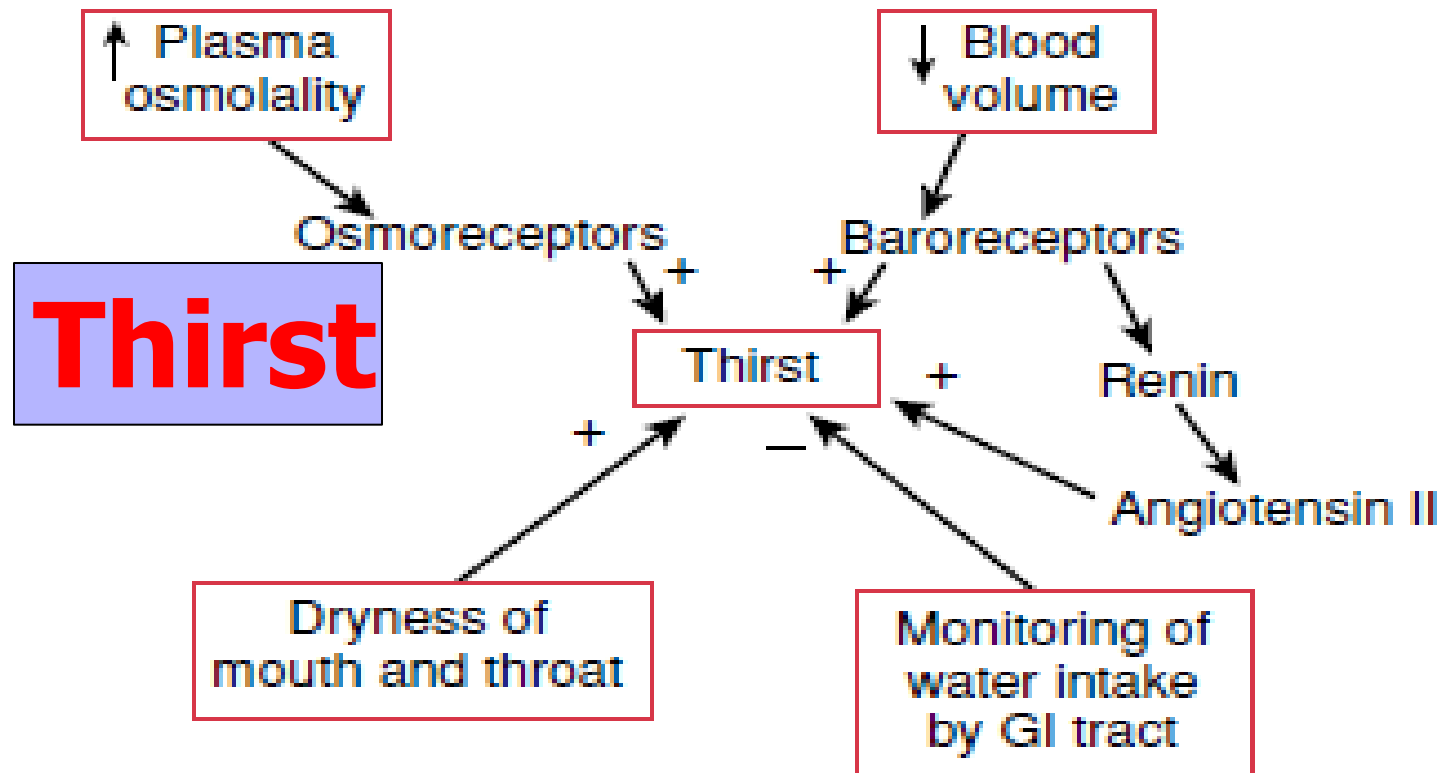 ↑ Plasma
osmolality
↓ Blood
volume
Osmoreceptors
Baroreceptors
+
+
Thirst
Thirst
+
Renin
+
–
Angiotensin II
Dryness of
mouth and throat
Monitoring of
water intake
by GI tract